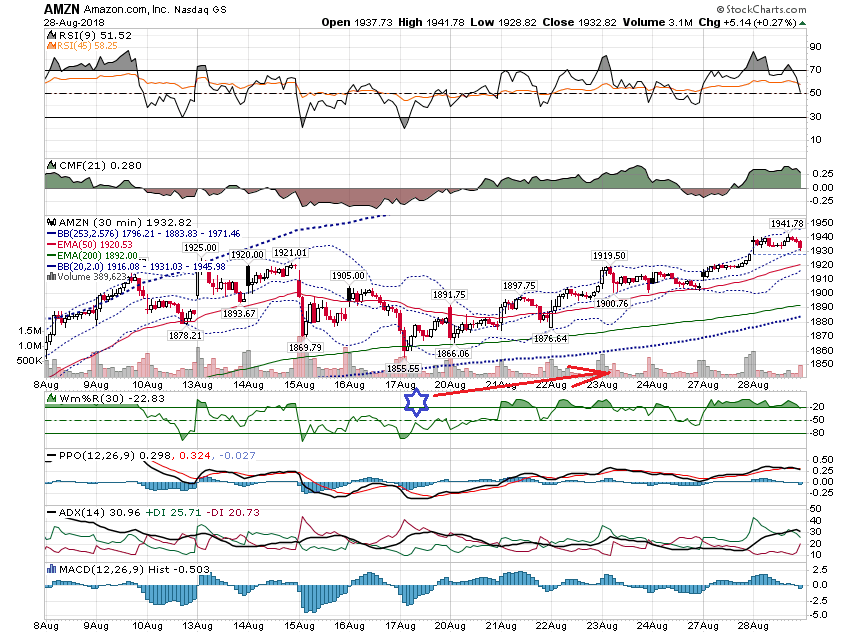 AMZN Amazon.com, Inc. Nasdaq GS © StockCharts.com
28-Aug-2018 Open 1937.73 High 1941.78 Low 1928.82 Close 1932.82 Volume 3.1M Chg +5.14 (+0.27%)
RSI(9) 51.52
RSI(45) 58.25
90
70
50
30
10
CMF(21) 0.280
0.25
0.00
-0.25
AMZN (30 min) 1932.82
BB(253,2.576) 1796.21 - 1883.83 - 1971.46
EMA(50) 1920.53
EMA(200) 1892.00
BB(20,2.0) 1916.08 - 1931.03 - 1945.98
Volume 389,623
1925.00
1920.00
1921.01
1905.00
1893.67
1878.21
1869.79
1855.55
1891.75
1866.06
1897.75
1876.64
1919.50
1900.76
1941.78
1950
1940
1930
1920
1910
1900
1890
1880
1870
1860
1850
1.5M
1.0M
500K
8Aug 9Aug 10Aug 13Aug 14Aug 15Aug 16Aug 17Aug 20Aug 21Aug 22Aug 23Aug 24Aug 27Aug 28Aug
Wm%R(30) -22.83
-20
-50
-80
PPO(12,26,9) 0.298, 0.324, -0.027
0.50
0.25
0.00
-0.25
ADX(14) 30.96 +DI 25.71 -DI 20.73
50
40
30
20
10
MACD(12,26,9) Hist -0.503
2.5
0.0
-2.5
-5.0
8Aug 9Aug 10Aug 13Aug 14Aug 15Aug 16Aug 17Aug 20Aug 21Aug 22Aug 23Aug 24Aug 27Aug 28Aug